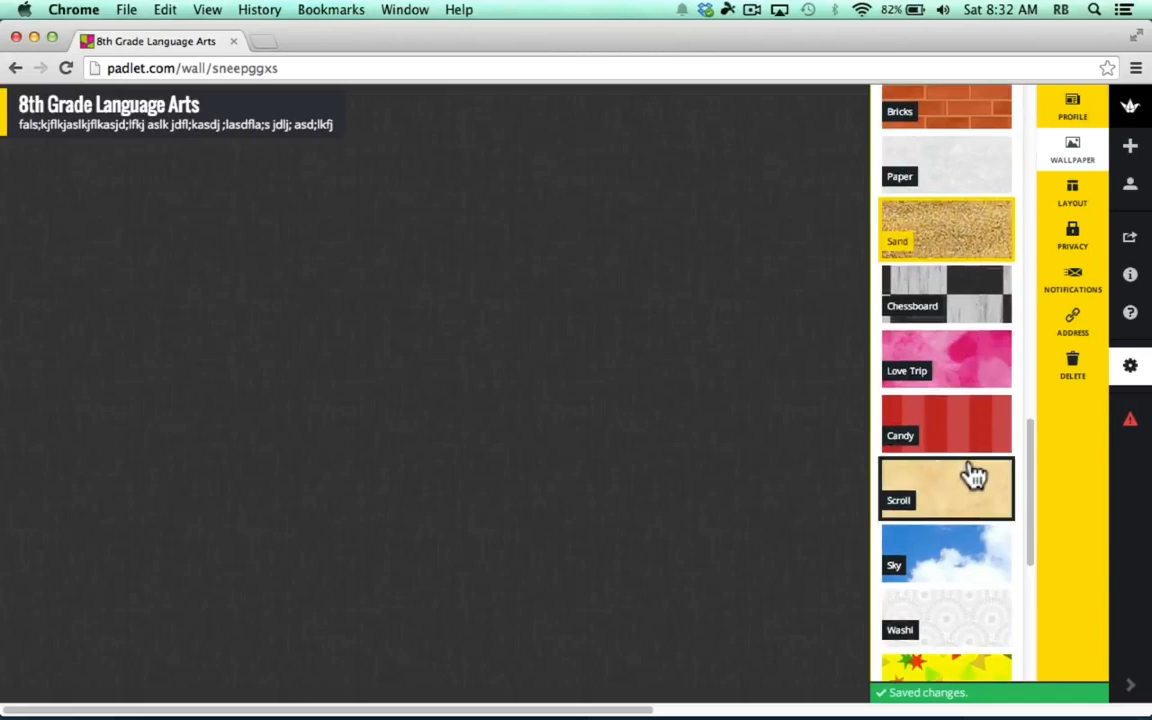 Chrome File Edit View History Bookmarks Window Help 82% Sat 8:32 AM RB
8th Grade Language Arts
padlet.com/wall/sneepggxs
8th Grade Language Arts
fals;kjflkjaslkjflkasjd;lfkj aslk jdfl;kasdj ;lasdfla;s jdlj; asd;lkfj
Bricks
Paper
Sand
Chessboard
Love Trip
Candy
Scroll
Sky
Washi
Saved changes.
PROFILE
WALLPAPER
LAYOUT
PRIVACY
NOTIFICATIONS
ADDRESS
DELETE